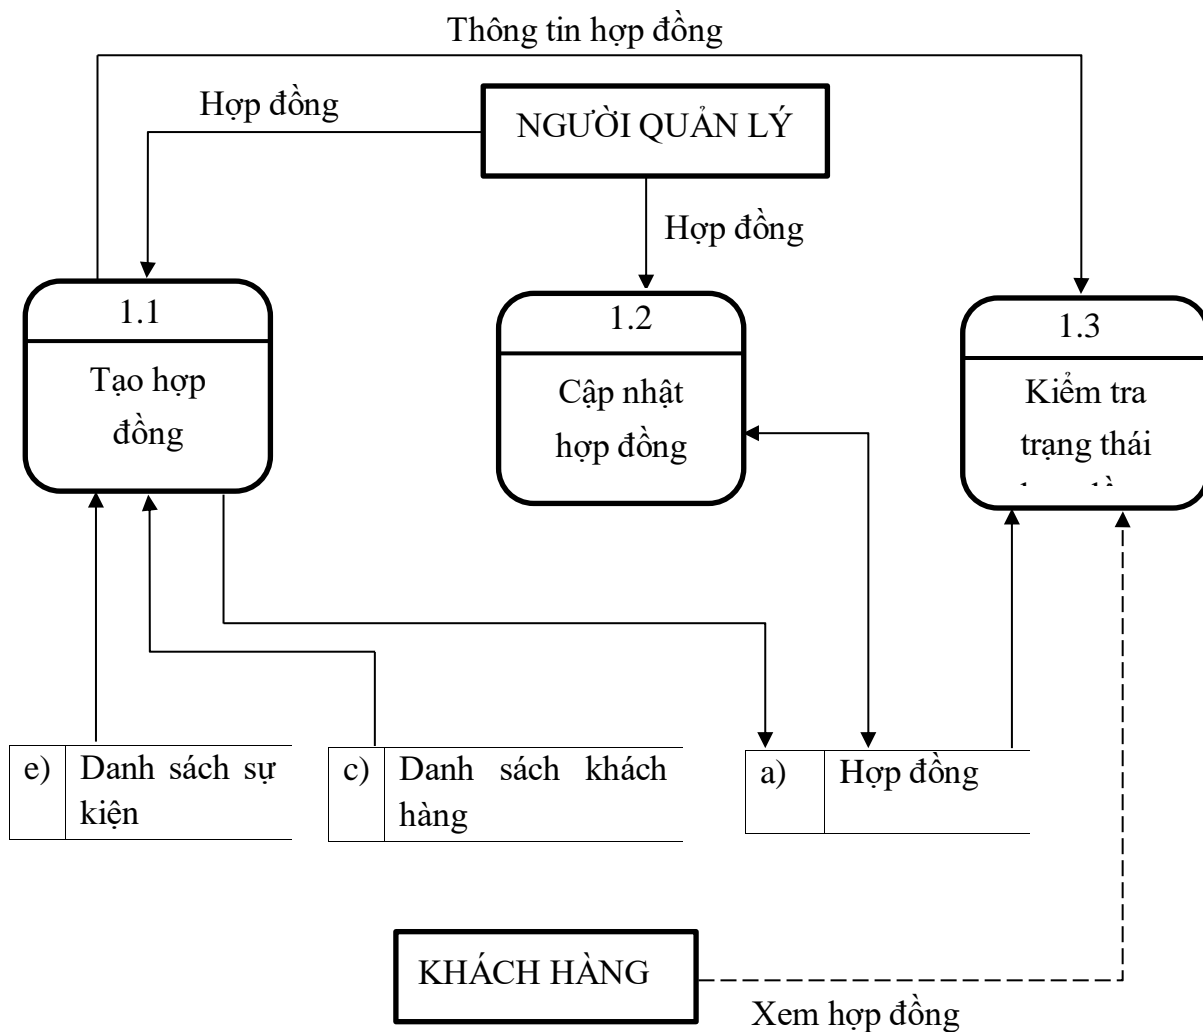 Thông tin hợp đồng
Hợp đồng
NGƯỜI QUẢN LÝ
Hợp đồng
1.1
Tạo hợp
đồng
1.2
Cập nhật
hợp đồng
1.3
Kiểm tra
trạng thái
e) Danh sách sự
kiện
c) Danh sách khách
hàng
a) Hợp đồng
KHÁCH HÀNG
Xem hợp đồng